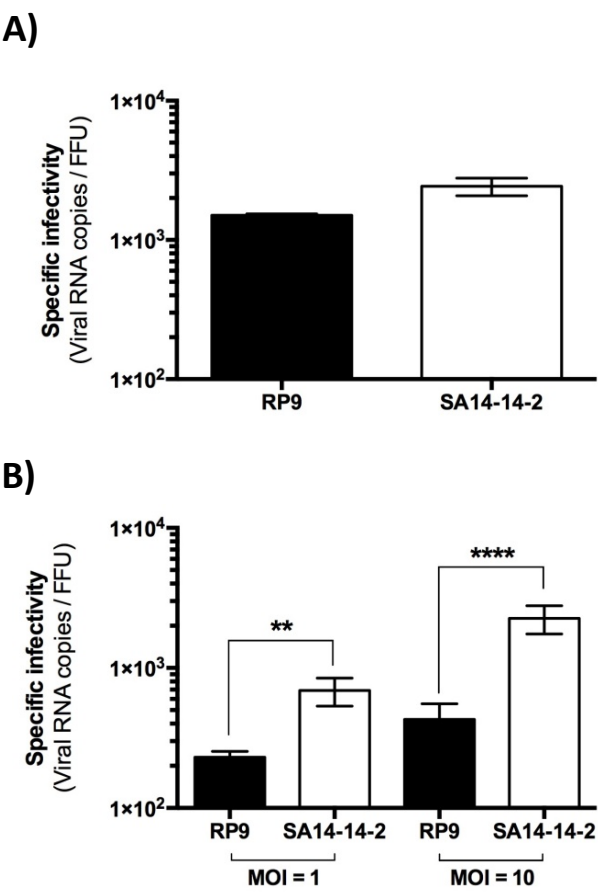 A)
Specific infectivity
(Viral RNA copies / FFU)
1×10⁴
1×10³
1×10²
RP9
SA14-14-2
B)
Specific infectivity
(Viral RNA copies / FFU)
1×10⁴
1×10³
1×10²
**
****
RP9 SA14-14-2 RP9 SA14-14-2
MOI = 1 MOI = 10